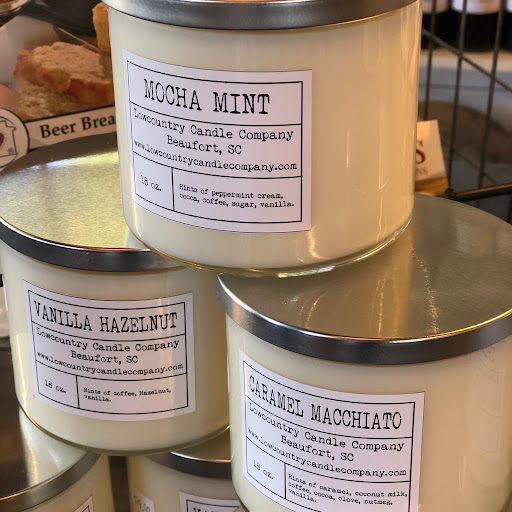 MOCHA MINT
Lowcountry Candle Company
Beaufort, SC
www.lowcountrycandlecompany.com
18 oz.
Hints of peppermint cream,
cocoa, coffee, sugar, vanilla.
Beer Brea
VANILLA HAZELNUT
Lowcountry Candle Company
Beaufort, SC
www.lowcountrycandlecompany.com
18 oz.
Hints of coffee, Hazelnut,
vanilla.
CARAMEL MACCHIATO
Lowcountry Candle Company
Beaufort, SC
www.lowcountrycandlecompany.com
18 oz.
Hints of caramel, coconut milk,
coffee, cocoa, clove, nutmeg,
vanilla.